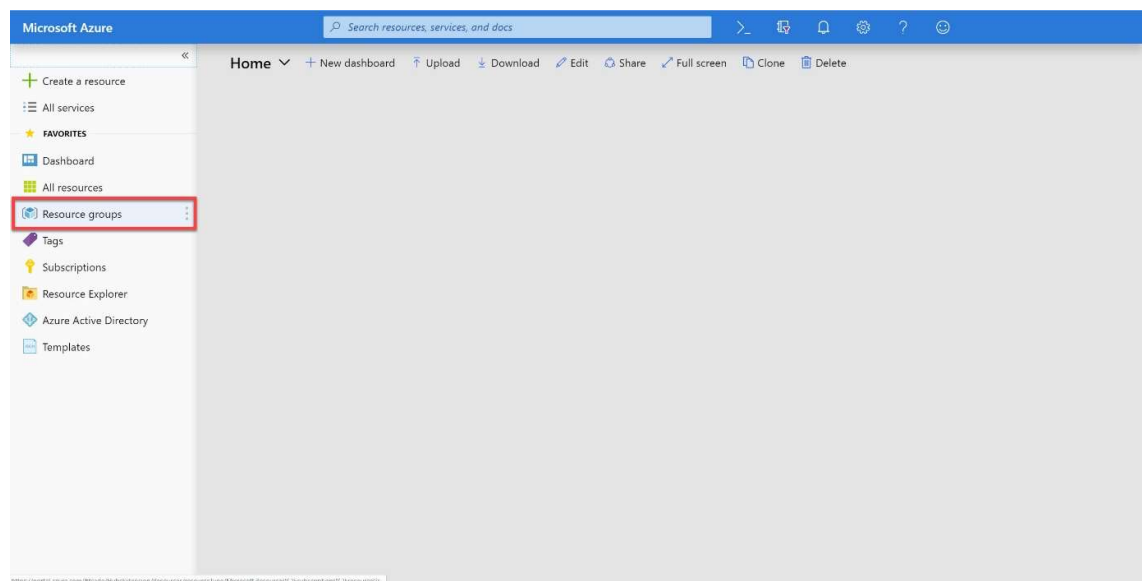 Microsoft Azure
Search resources, services, and docs
Home
New dashboard
Upload
Download
Edit
Share
Full screen
Clone
Delete
Create a resource
All services
FAVORITES
Dashboard
All resources
Resource groups
Tags
Subscriptions
Resource Explorer
Azure Active Directory
Templates